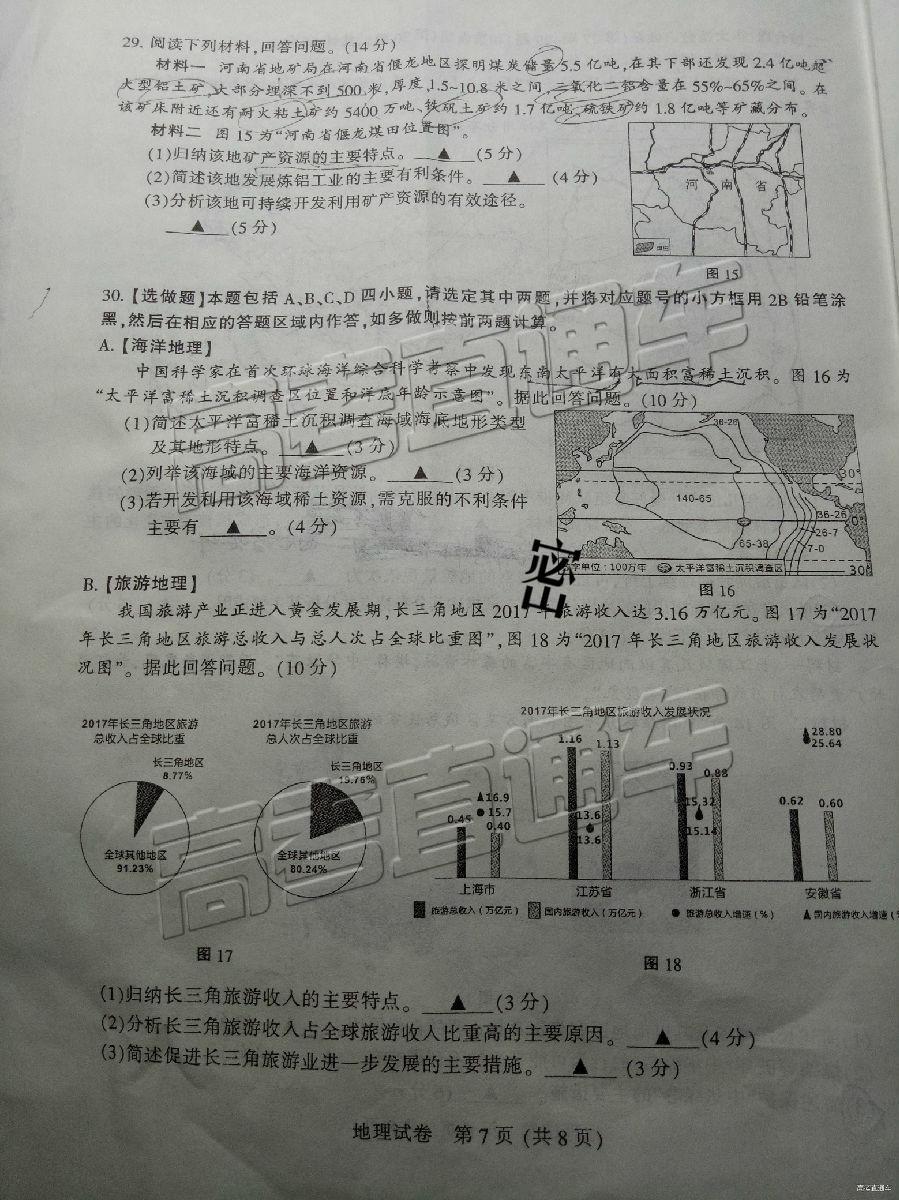 29. 阅读下列材料,回答问题。(14分)
材料一 河南省地矿局在河南省偃龙地区探明煤炭储量5.5亿吨,在其下部还发现2.4亿吨超
大型铝土矿,大部分埋深不到500米,厚度1.5~10.8米之间,三氧化二铝含量在55%~65%之间。在
该矿床附近还有耐火粘土矿约5400万吨、铁矾土矿约1.7亿吨、硫铁矿约1.8亿吨等矿藏分布。
材料二 图15为“河南省偃龙煤田位置图”。
(1)归纳该地矿产资源的主要特点。 ▲ (5分)
(2)简述该地发展炼铝工业的主要有利条件。 ▲ (4分)
(3)分析该地可持续开发利用矿产资源的有效途径。
▲ (5分)
河 南 省
煤田
图15
30.【选做题】本题包括A、B、C、D四小题,请选定其中两题,并将对应题号的小方框用2B铅笔涂
黑,然后在相应的答题区域内作答,如多做则按前两题计算。
A.【海洋地理】
中国科学家在首次环球海洋综合科学考察中发现东南太平洋有大面积富稀土沉积。图16为
“太平洋富稀土沉积调查区位置和洋底年龄示意图”。据此回答问题。(10分)
(1)简述太平洋富稀土沉积调查海域海底地形类型
及其地形特点。 ▲ (3分)
(2)列举该海域的主要海洋资源。 ▲ (3分)
(3)若开发利用该海域稀土资源,需克服的不利条件
主要有 ▲ 。(4分)
36-26
30°
140-65
0°
36-26
26-7
65-38
7-0
数字单位:100万年 太平洋富稀土沉积调查区
30°
图16
密
B.【旅游地理】
我国旅游产业正进入黄金发展期,长三角地区2017年旅游收入达3.16万亿元。图17为“2017
年长三角地区旅游总收入与总人次占全球比重图”,图18为“2017年长三角地区旅游收入发展状
况图”。据此回答问题。(10分)
2017年长三角地区旅游
总收入占全球比重
长三角地区
8.77%
全球其他地区
91.23%
2017年长三角地区旅游
总人次占全球比重
长三角地区
19.76%
全球其他地区
80.24%
图17
2017年长三角地区旅游收入发展状况
0.45
0.40
16.9
15.7
1.16
1.13
13.6
13.6
0.93
0.88
15.32
15.14
0.62
0.60
28.80
25.64
上海市 江苏省 浙江省 安徽省
旅游总收入(万亿元) 国内旅游收入(万亿元) 旅游总收入增速(%) 国内旅游收入增速(%
图18
(1)归纳长三角旅游收入的主要特点。 ▲ (3分)
(2)分析长三角旅游收入占全球旅游收入比重高的主要原因。 ▲ (4分)
(3)简述促进长三角旅游业进一步发展的主要措施。 ▲ (3分)
地理试卷 第7页(共8页)
高考直通车
高考直通车
高考直通车